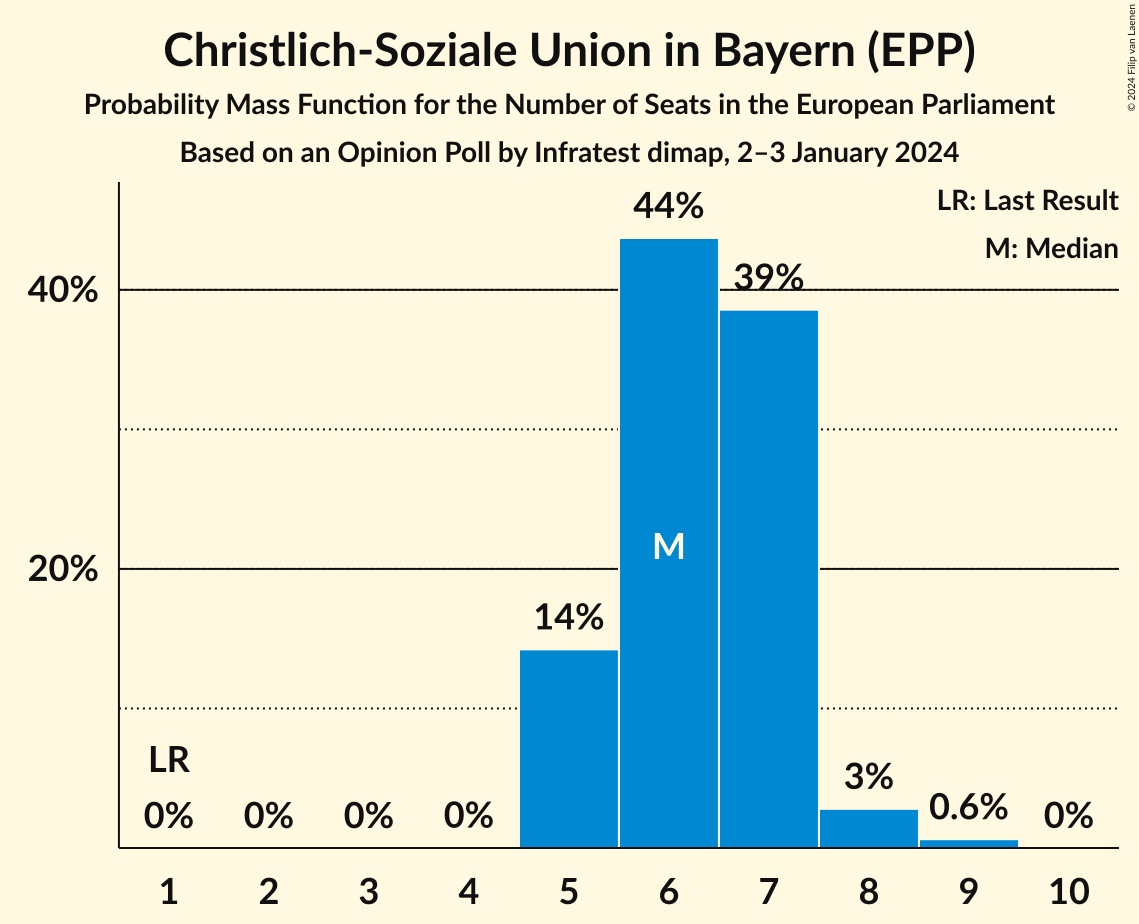 Christlich-Soziale Union in Bayern (EPP)
Probability Mass Function for the Number of Seats in the European Parliament
Based on an Opinion Poll by Infratest dimap, 2–3 January 2024
© 2024 Filip van Laenen
LR: Last Result
M: Median
44%
39%
40%
M
20%
14%
LR
3%
0.6%
0% 0% 0% 0% 0%
1 2 3 4 5 6 7 8 9 10